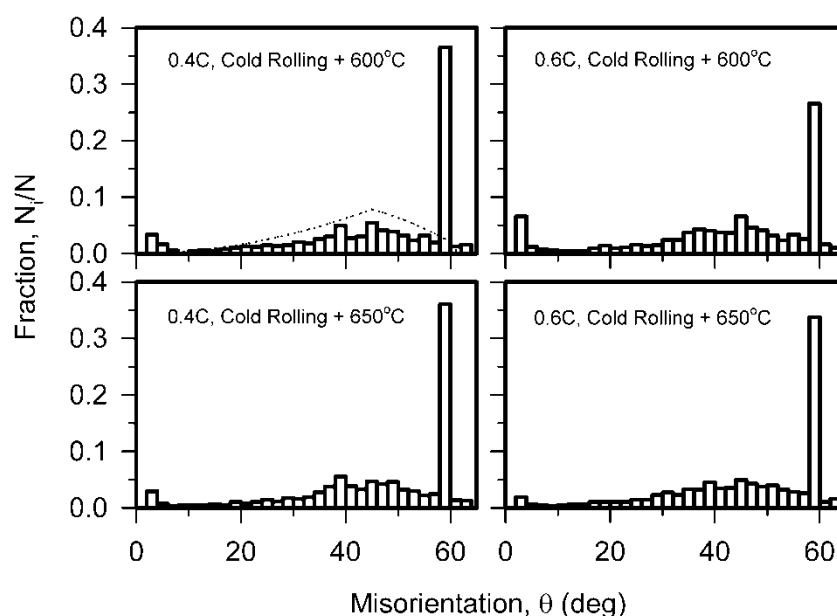 0.4
0.3
0.2
0.1
0.0
0.4C, Cold Rolling + 600°C
0.6C, Cold Rolling + 600°C
Fraction, Nᵢ/N
0.4
0.3
0.2
0.1
0.0
0.4C, Cold Rolling + 650°C
0.6C, Cold Rolling + 650°C
0 20 40 60 0 20 40 60
Misorientation, θ (deg)